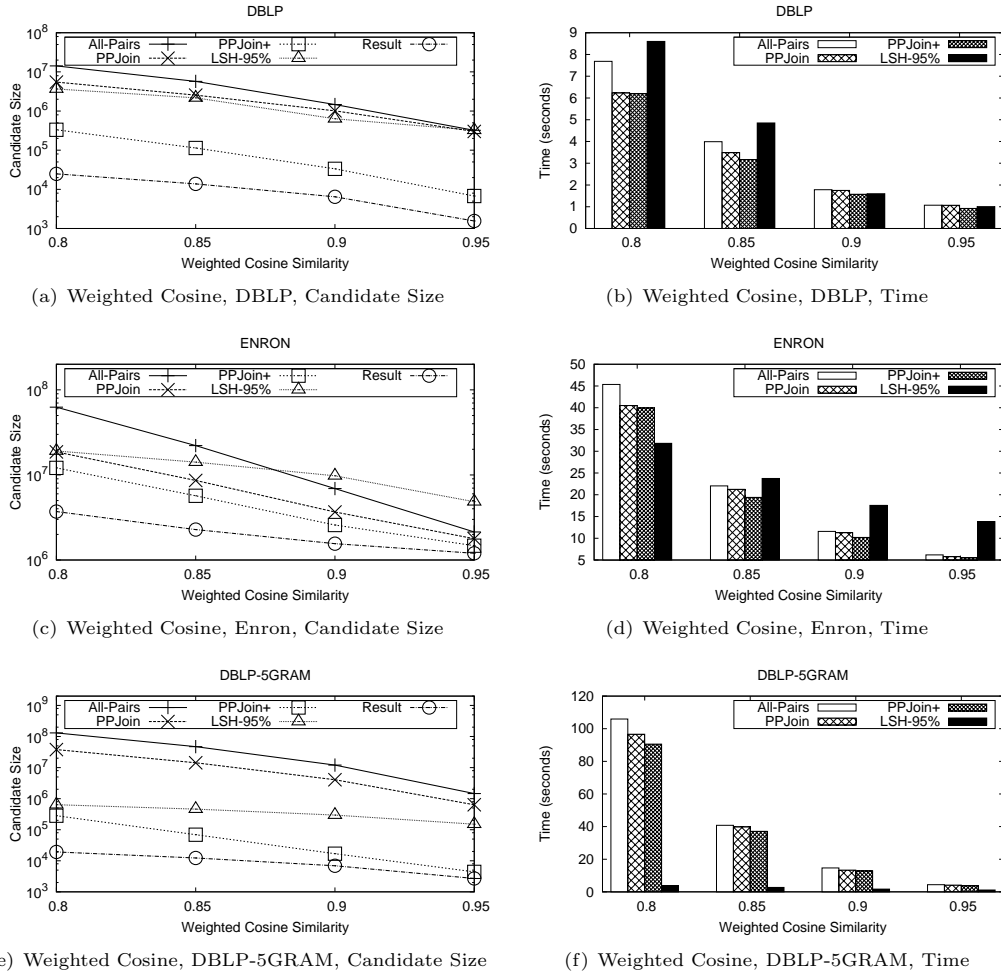 DBLP
10^8
10^7
10^6
10^5
10^4
10^3
Candidate Size
All-Pairs
PPJoin
PPJoin+
LSH-95%
Result
0.8 0.85 0.9 0.95
Weighted Cosine Similarity
(a) Weighted Cosine, DBLP, Candidate Size
DBLP
9
8
7
6
5
4
3
2
1
0
Time (seconds)
All-Pairs
PPJoin
PPJoin+
LSH-95%
0.8 0.85 0.9 0.95
Weighted Cosine Similarity
(b) Weighted Cosine, DBLP, Time
ENRON
10^8
10^7
10^6
Candidate Size
All-Pairs
PPJoin
PPJoin+
LSH-95%
Result
0.8 0.85 0.9 0.95
Weighted Cosine Similarity
(c) Weighted Cosine, Enron, Candidate Size
ENRON
50
45
40
35
30
25
20
15
10
5
Time (seconds)
All-Pairs
PPJoin
PPJoin+
LSH-95%
0.8 0.85 0.9 0.95
Weighted Cosine Similarity
(d) Weighted Cosine, Enron, Time
DBLP-5GRAM
10^9
10^8
10^7
10^6
10^5
10^4
10^3
Candidate Size
All-Pairs
PPJoin
PPJoin+
LSH-95%
Result
0.8 0.85 0.9 0.95
Weighted Cosine Similarity
e) Weighted Cosine, DBLP-5GRAM, Candidate Size
DBLP-5GRAM
120
100
80
60
40
20
0
Time (seconds)
All-Pairs
PPJoin
PPJoin+
LSH-95%
0.8 0.85 0.9 0.95
Weighted Cosine Similarity
(f) Weighted Cosine, DBLP-5GRAM, Time